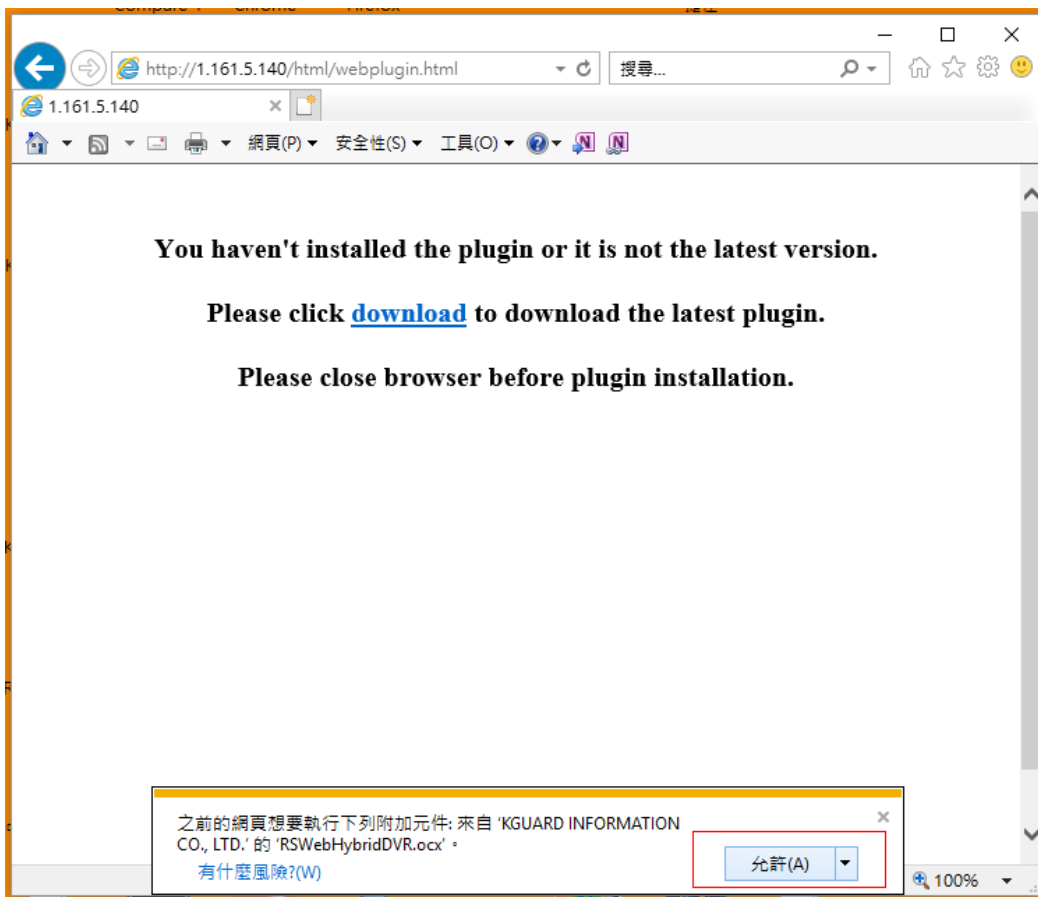 http://1.161.5.140/html/webplugin.html
搜尋...
1.161.5.140
網頁(P) 安全性(S) 工具(O)
You haven't installed the plugin or it is not the latest version.
Please click download to download the latest plugin.
Please close browser before plugin installation.
之前的網頁想要執行下列附加元件: 來自 'KGUARD INFORMATION
CO., LTD.' 的 'RSWebHybridDVR.ocx'。
有什麼風險?(W)
允許(A)
100%